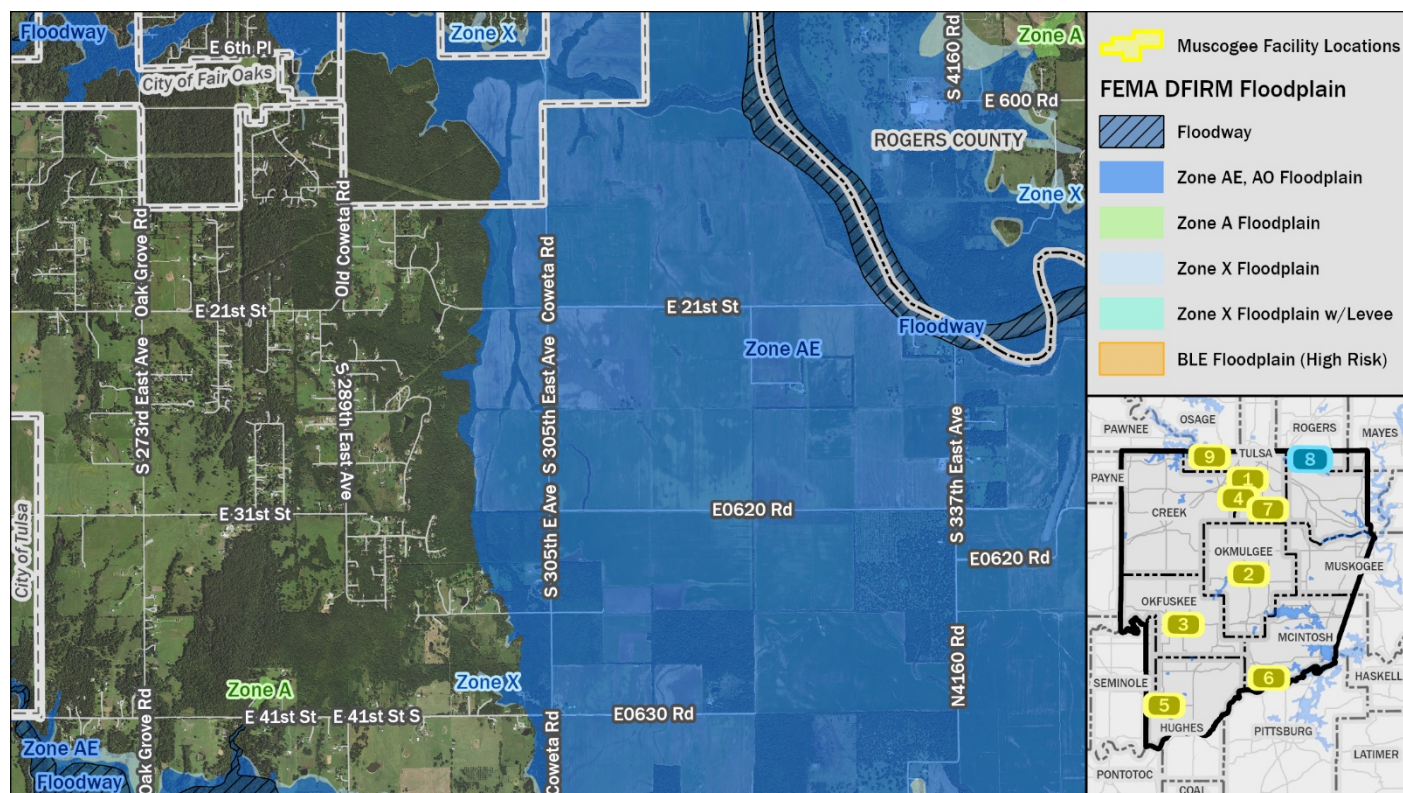 Floodway
E 6th Pl
City of Fair Oaks
Zone X
S 4160 Rd
Zone A
E 600 Rd
ROGERS COUNTY
Zone X
Oak Grove Rd
Old Coweta Rd
Coweta Rd
E 21st St
E 21st St
Floodway
Zone AE
S 273rd East Ave
S 289th East Ave
S 305th East Ave
S 337th East Ave
E 31st St
E0620 Rd
E0620 Rd
City of Tulsa
S 305th E Ave
N4160 Rd
Zone A
Zone X
E 41st St
E 41st St S
E0630 Rd
Zone AE
Floodway
Oak Grove Rd
Coweta Rd
Muscogee Facility Locations
FEMA DFIRM Floodplain
Floodway
Zone AE, AO Floodplain
Zone A Floodplain
Zone X Floodplain
Zone X Floodplain w/Levee
BLE Floodplain (High Risk)
OSAGE
PAWNEE
ROGERS
MAYES
TULSA
9
8
1
PAYNE
4
7
CREEK
OKMULGEE
MUSKOGEE
2
OKFUSKEE
3
MCINTOSH
SEMINOLE
6
HASKELL
5
HUGHES
PITTSBURG
LATIMER
PONTOTOC
COAL